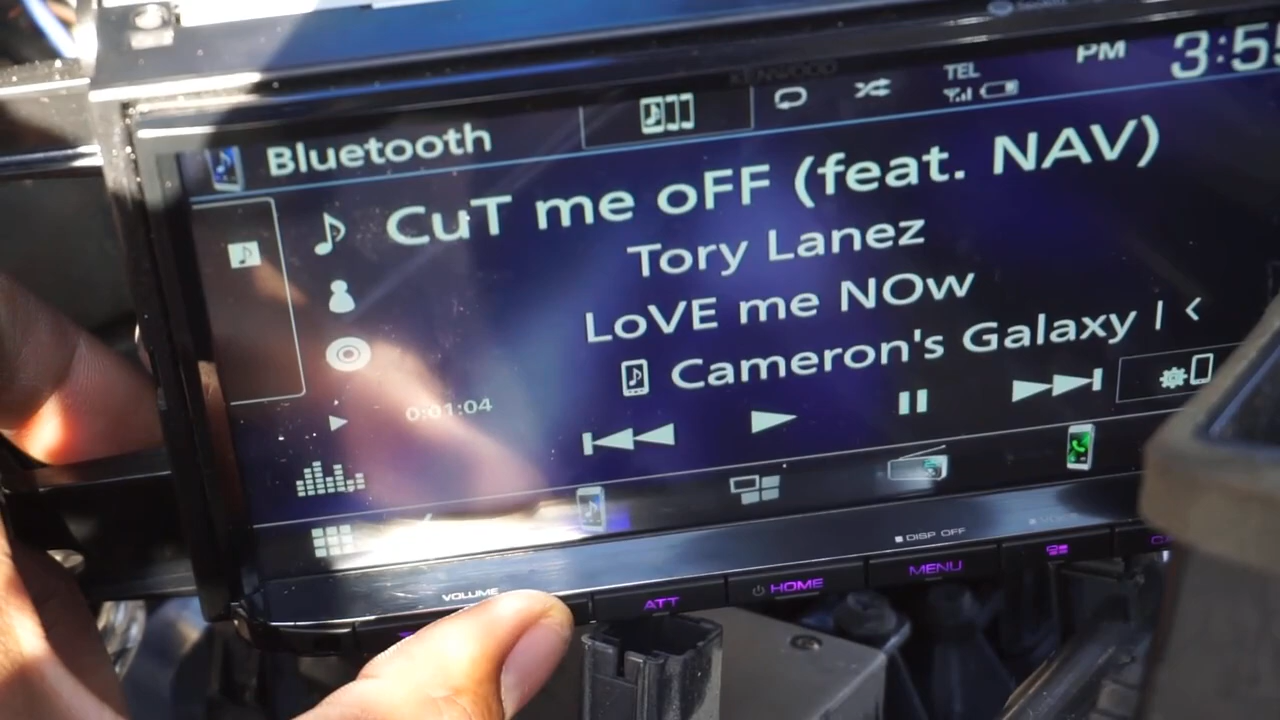 KENWOOD
PM 3:5
TEL
Bluetooth
CuT me oFF (feat. NAV)
Tory Lanez
LoVE me NOw
Cameron's Galaxy |
0:01:04
DISP OFF
VOLUME
ATT
HOME
MENU